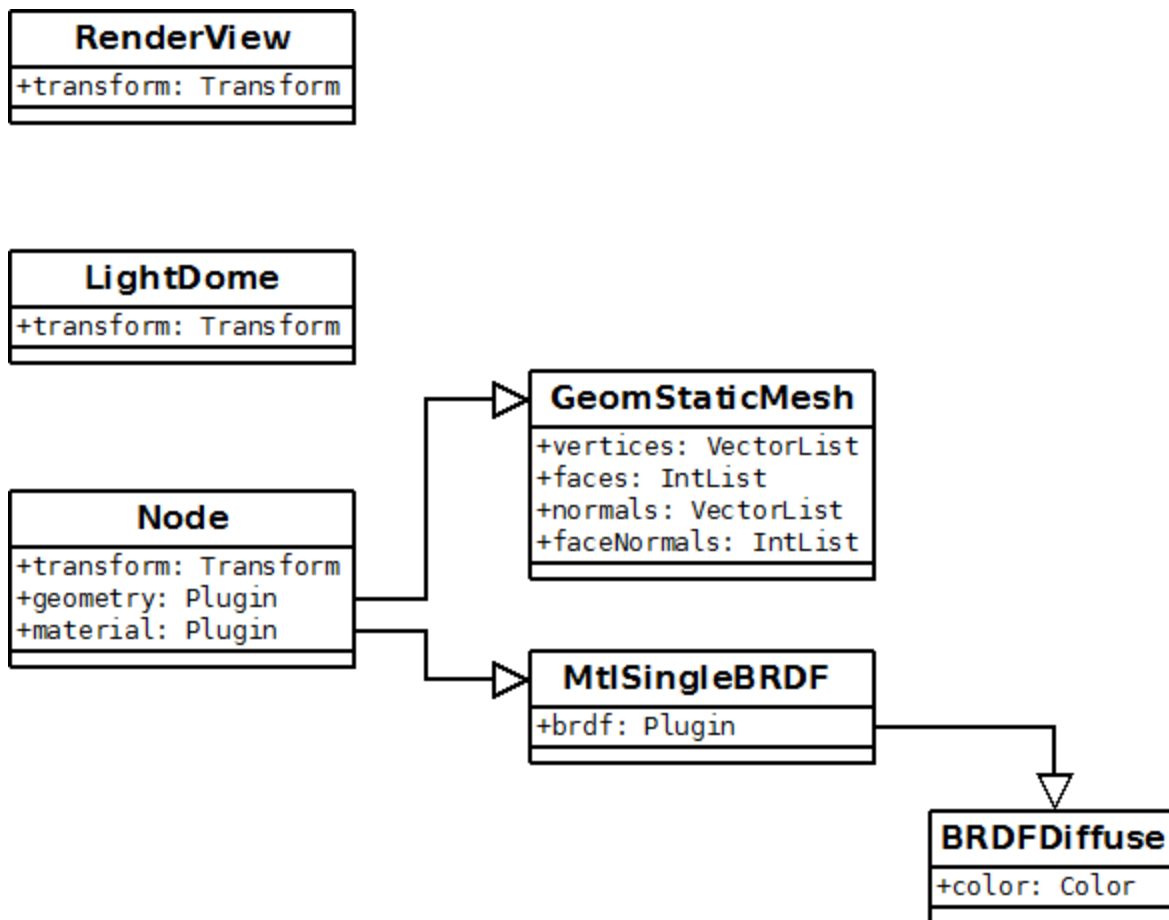 RenderView
+transform: Transform
LightDome
+transform: Transform
GeomStaticMesh
+vertices: VectorList
+faces: IntList
+normals: VectorList
+faceNormals: IntList
Node
+transform: Transform
+geometry: Plugin
+material: Plugin
MtlSingleBRDF
+brdf: Plugin
BRDFDiffuse
+color: Color